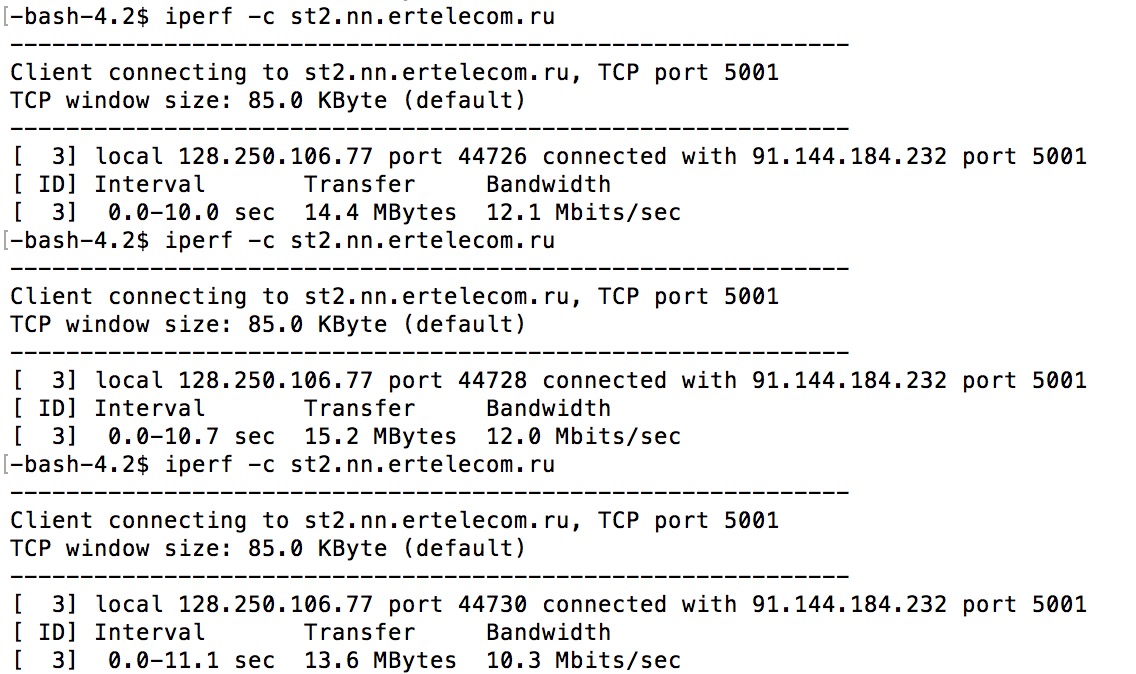 [-bash-4.2$ iperf -c st2.nn.ertelecom.ru
------------------------------------------------------------
Client connecting to st2.nn.ertelecom.ru, TCP port 5001
TCP window size: 85.0 KByte (default)
------------------------------------------------------------
[  3] local 128.250.106.77 port 44726 connected with 91.144.184.232 port 5001
[ ID] Interval       Transfer     Bandwidth
[  3]  0.0-10.0 sec  14.4 MBytes  12.1 Mbits/sec
[-bash-4.2$ iperf -c st2.nn.ertelecom.ru
------------------------------------------------------------
Client connecting to st2.nn.ertelecom.ru, TCP port 5001
TCP window size: 85.0 KByte (default)
------------------------------------------------------------
[  3] local 128.250.106.77 port 44728 connected with 91.144.184.232 port 5001
[ ID] Interval       Transfer     Bandwidth
[  3]  0.0-10.7 sec  15.2 MBytes  12.0 Mbits/sec
[-bash-4.2$ iperf -c st2.nn.ertelecom.ru
------------------------------------------------------------
Client connecting to st2.nn.ertelecom.ru, TCP port 5001
TCP window size: 85.0 KByte (default)
------------------------------------------------------------
[  3] local 128.250.106.77 port 44730 connected with 91.144.184.232 port 5001
[ ID] Interval       Transfer     Bandwidth
[  3]  0.0-11.1 sec  13.6 MBytes  10.3 Mbits/sec